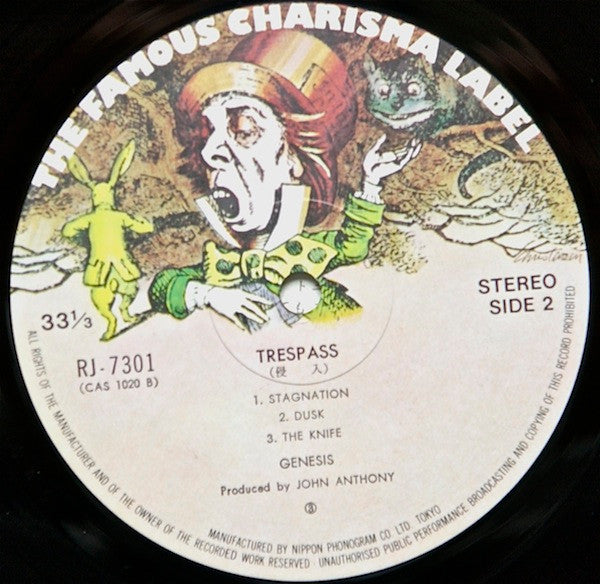 THE FAMOUS CHARISMA LABEL
33⅓
STEREO
SIDE 2
RJ-7301
(CAS 1020 B)
TRESPASS
(侵 入)
1. STAGNATION
2. DUSK
3. THE KNIFE
GENESIS
Produced by JOHN ANTHONY
③
ALL RIGHTS OF THE MANUFACTURER AND OF THE OWNER OF THE RECORDED WORK RESERVED · UNAUTHORISED PUBLIC PERFORMANCE BROADCASTING AND COPYING OF THIS RECORD PROHIBITED
MANUFACTURED BY NIPPON PHONOGRAM CO. LTD. TOKYO